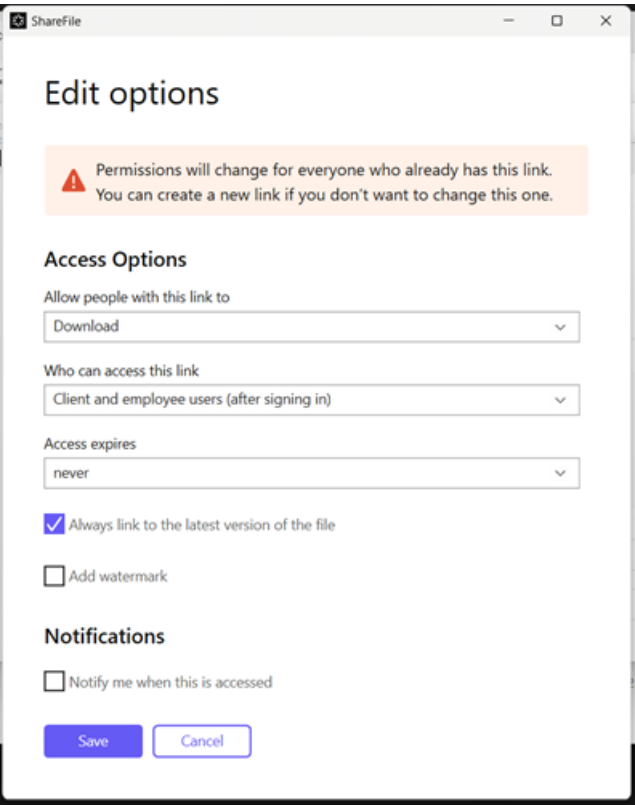 ShareFile
Edit options
Permissions will change for everyone who already has this link.
You can create a new link if you don't want to change this one.
Access Options
Allow people with this link to
Download
Who can access this link
Client and employee users (after signing in)
Access expires
never
Always link to the latest version of the file
Add watermark
Notifications
Notify me when this is accessed
Save
Cancel